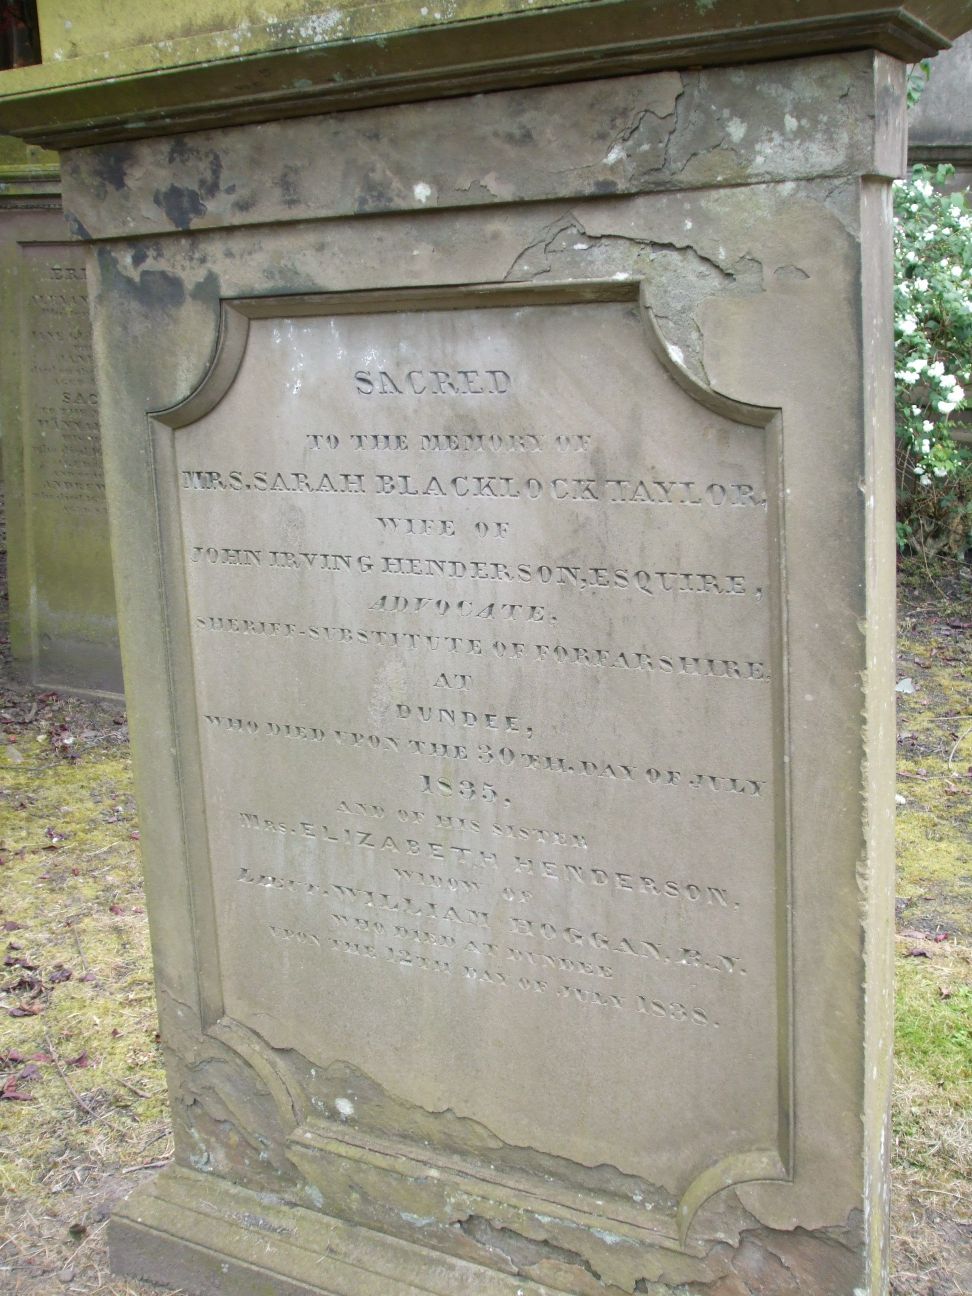 SACRED
TO THE MEMORY OF
MRS. SARAH BLACKLOCK TAYLOR,
WIFE OF
JOHN IRVING HENDERSON, ESQUIRE,
ADVOCATE,
SHERIFF-SUBSTITUTE OF FORFARSHIRE
AT
DUNDEE,
WHO DIED UPON THE 30TH. DAY OF JULY
1835.
AND OF HIS SISTER
MRS. ELIZABETH HENDERSON.
WIDOW OF
LIEUT. WILLIAM HOGGAN. R.N.
WHO DIED AT DUNDEE
UPON THE 12TH DAY OF JULY 1838.